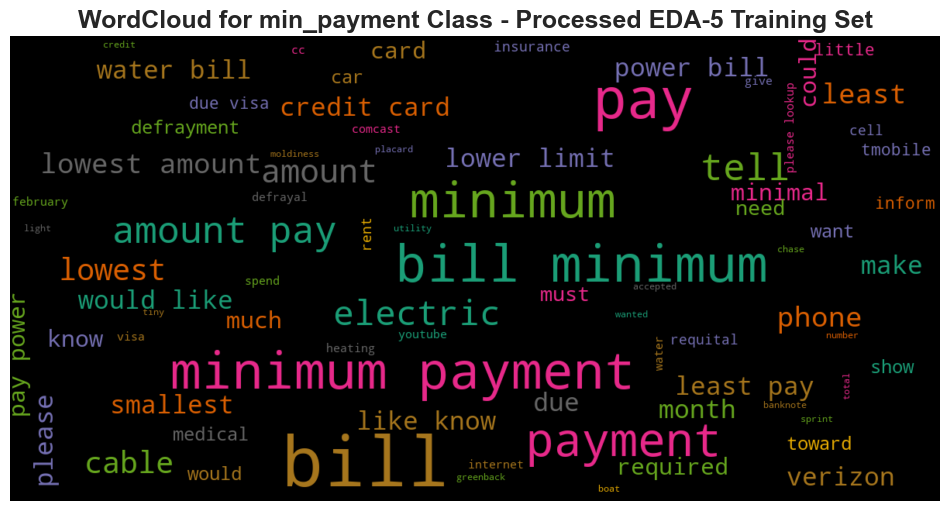 WordCloud for min_payment Class - Processed EDA-5 Training Set
credit
cc
card
insurance
could
little
water bill
car
power bill
give
pay
least
due visa
credit card
please lookup
defrayment
comcast
cell
moldiness
placard
tmobile
lowest amount
amount
lower limit
tell
minimal
february
defrayal
minimum
need
inform
light
amount pay
rent
utility
want
bill minimum
chase
lowest
spend
make
would like
accepted
must
tiny
electric
wanted
phone
much
know
visa
youtube
requital
number
pay power
heating
water
minimum payment
show
total
least pay
smallest
due
month
banknote
please
like know
sprint
medical
payment
toward
cable
bill
internet
required
would
greenback
verizon
boat